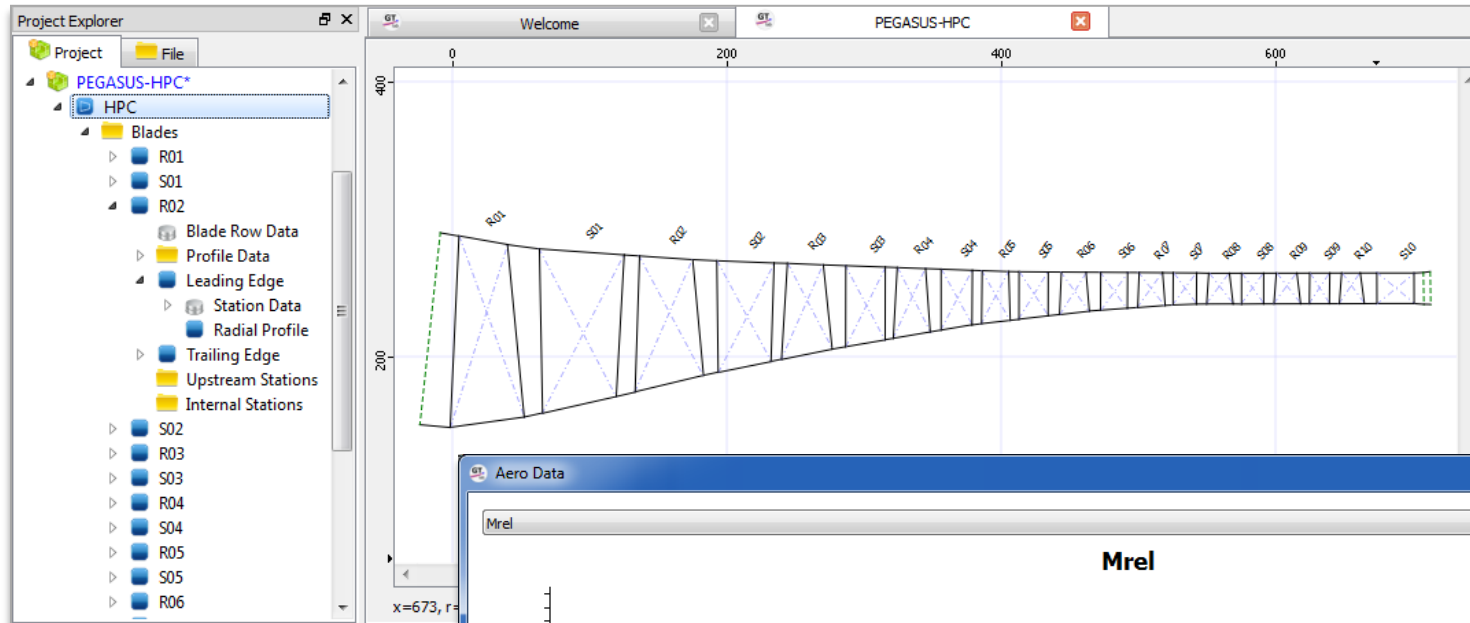 Project Explorer
Project
File
PEGASUS-HPC*
HPC
Blades
R01
S01
R02
Blade Row Data
Profile Data
Leading Edge
Station Data
Radial Profile
Trailing Edge
Upstream Stations
Internal Stations
S02
R03
S03
R04
S04
R05
S05
R06
GT Welcome
GT PEGASUS-HPC
0 200 400 600
400
200
R01 S01 R02 S02 R03 S03 R04 S04 R05 S05 R06 S06 R07 S07 R08 S08 R09 S09 R10 S10
x=673, r=
GT Aero Data
Mrel
Mrel